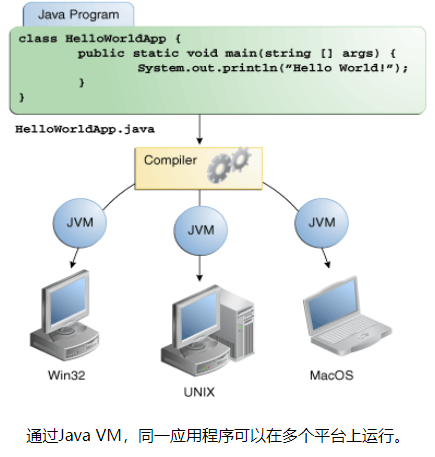 Java Program
class HelloWorldApp {
public static void main(string [] args) {
System.out.println("Hello World!");
}
}
HelloWorldApp.java
Compiler
JVM
JVM
JVM
Win32
UNIX
MacOS
通过Java VM，同一应用程序可以在多个平台上运行。